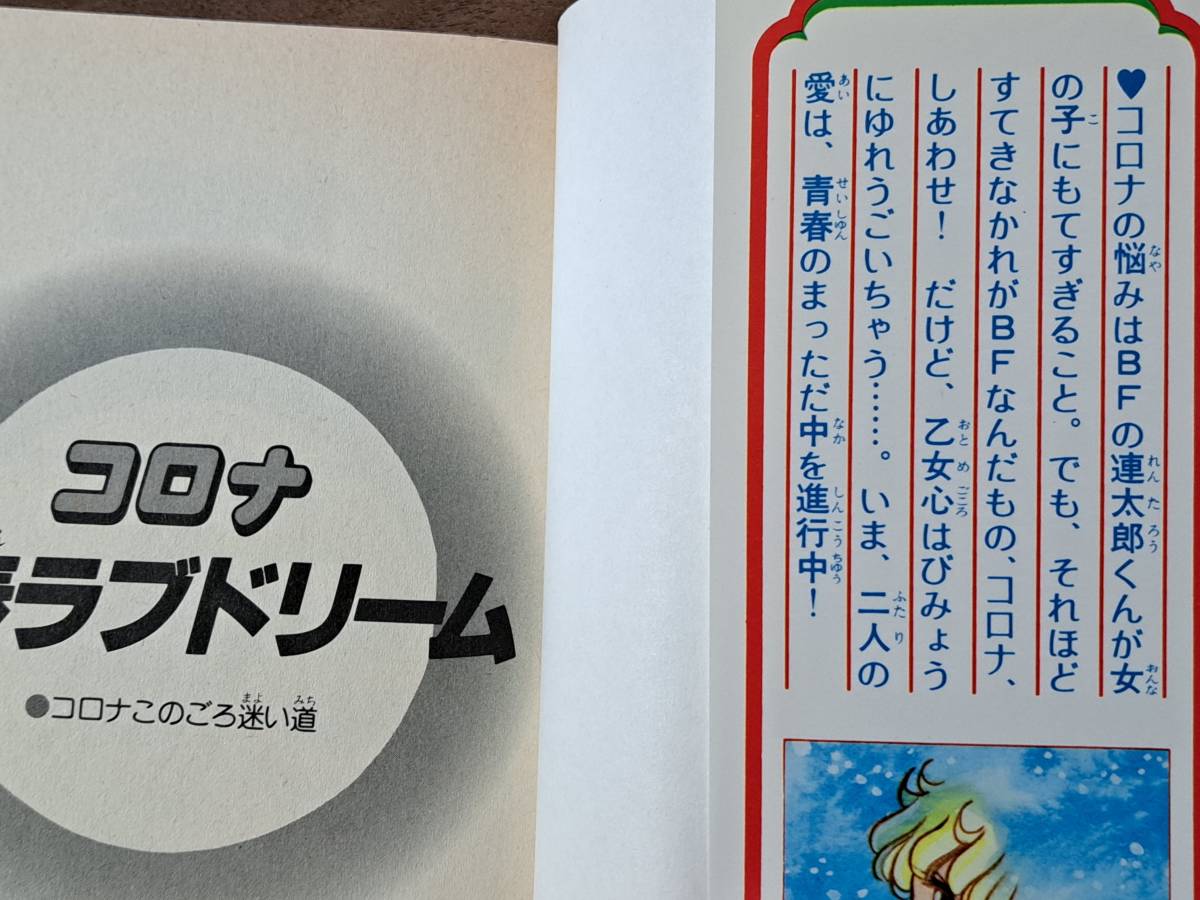 ♥コロナの悩みはBFの連太郎くんが女
の子にもてすぎること。でも、それほど
すてきなかれがBFなんだもの、コロナ、
しあわせ！　だけど、乙女心はびみょう
にゆれうごいちゃう……。いま、二人の
愛は、青春のまっただ中を進行中！
コロナ
春ラブドリーム
●コロナこのごろ迷い道